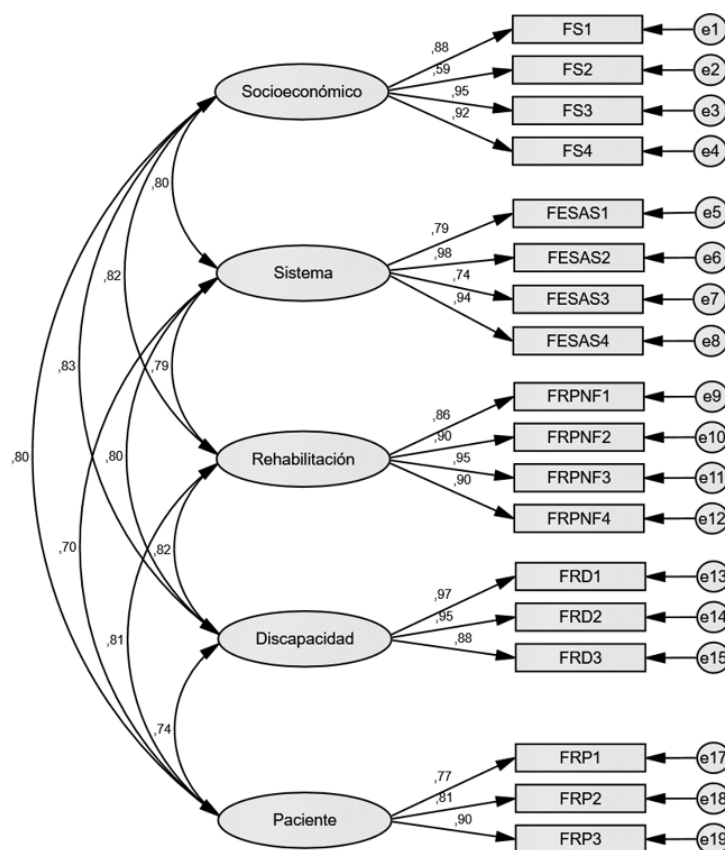 ,88
FS1
e1
,59
FS2
e2
Socioeconómico
,95
FS3
e3
,92
FS4
e4
,80
,79
FESAS1
e5
,98
FESAS2
e6
Sistema
,74
FESAS3
e7
,94
FESAS4
e8
,82
,83
,79
,86
FRPNF1
e9
,90
FRPNF2
e10
Rehabilitación
,95
FRPNF3
e11
,90
FRPNF4
e12
,80
,80
,70
,82
,97
FRD1
e13
,95
FRD2
e14
Discapacidad
,88
FRD3
e15
,81
,74
,77
FRP1
e17
,81
FRP2
e18
Paciente
,90
FRP3
e19